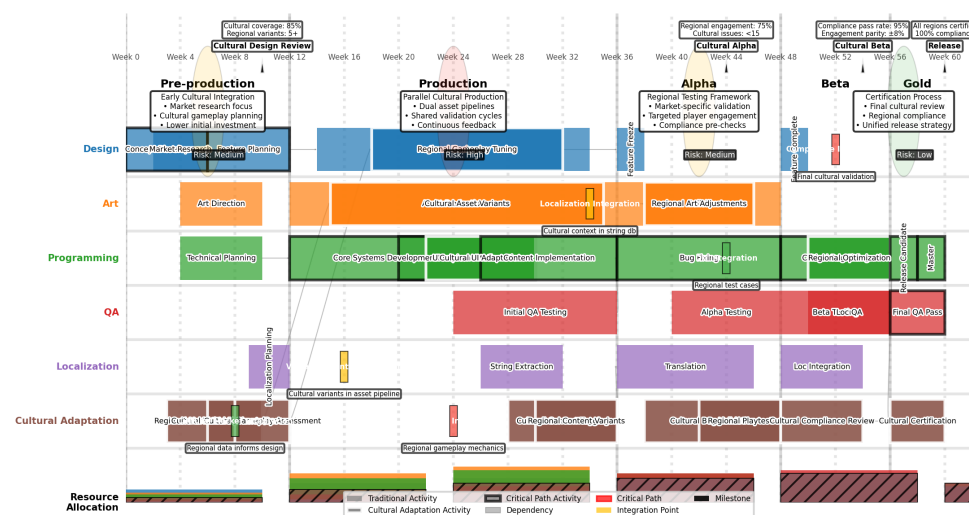 Cultural coverage: 85%
Regional variants: 5+
Cultural Design Review
Regional engagement: 75%
Cultural issues: <15
Cultural Alpha
Compliance pass rate: 95%
Engagement parity: ±8%
Cultural Beta
All regions certifi
100% complianc
Release
Week 0
Week 4
Week 8
Week 12
Week 16
Week 20
Week 24
Week 28
Week 32
Week 36
Week 40
Week 44
Week 48
Week 52
Week 56
Week 60
Pre-production
Early Cultural Integration
• Market research focus
• Cultural gameplay planning
• Lower initial investment
Risk: Medium
Production
Parallel Cultural Production
• Dual asset pipelines
• Shared validation cycles
• Continuous feedback
Risk: High
Alpha
Regional Testing Framework
• Market-specific validation
• Targeted player engagement
• Compliance pre-checks
Risk: Medium
Beta
Gold
Certification Process
• Final cultural review
• Regional compliance
• Unified release strategy
Risk: Low
Design
Market Research
Feature Planning
Regional Gameplay Tuning
Feature Freeze
Feature Complete
Final cultural validation
Art
Art Direction
Cultural Asset Variants
Localization Integration
Regional Art Adjustments
Cultural context in string db
Programming
Technical Planning
Core Systems Development
Content Implementation
Regional Optimization
Release Candidate
Master
Regional test cases
QA
Initial QA Testing
Alpha Testing
Final QA Pass
Localization
Localization Planning
String Extraction
Translation
Loc Integration
Cultural variants in asset pipeline
Cultural Adaptation
Regional Content Variants
Cultural Compliance Review
Cultural Certification
Regional data informs design
Regional gameplay mechanics
Resource
Allocation
Traditional Activity
Cultural Adaptation Activity
Critical Path Activity
Dependency
Critical Path
Integration Point
Milestone